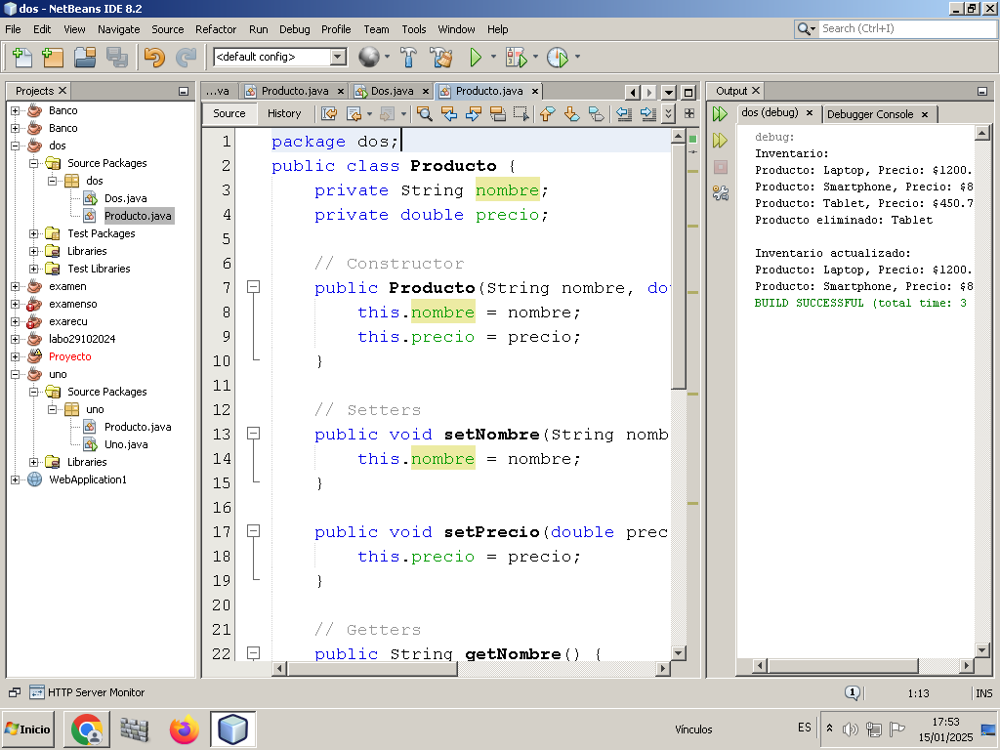 dos - NetBeans IDE 8.2
File Edit View Navigate Source Refactor Run Debug Profile Team Tools Window Help
Search (Ctrl+I)
<default config>
Projects
Banco
Banco
dos
Source Packages
dos
Dos.java
Producto.java
Test Packages
Libraries
Test Libraries
examen
examenso
exarecu
labo29102024
Proyecto
uno
Source Packages
uno
Producto.java
Uno.java
Libraries
WebApplication1
...va Producto.java Dos.java Producto.java
Source History
1 package dos;
2 public class Producto {
3 private String nombre;
4 private double precio;
5
6 // Constructor
7 public Producto(String nombre, dou
8 this.nombre = nombre;
9 this.precio = precio;
10 }
11
12 // Setters
13 public void setNombre(String nomb
14 this.nombre = nombre;
15 }
16
17 public void setPrecio(double prec
18 this.precio = precio;
19 }
20
21 // Getters
22 public String getNombre() {
Output
dos (debug) Debugger Console
debug:
Inventario:
Producto: Laptop, Precio: $1200.
Producto: Smartphone, Precio: $8
Producto: Tablet, Precio: $450.7
Producto eliminado: Tablet
Inventario actualizado:
Producto: Laptop, Precio: $1200.
Producto: Smartphone, Precio: $8
BUILD SUCCESSFUL (total time: 3
HTTP Server Monitor
1
1:13
INS
Inicio
Vínculos
ES
17:53
15/01/2025